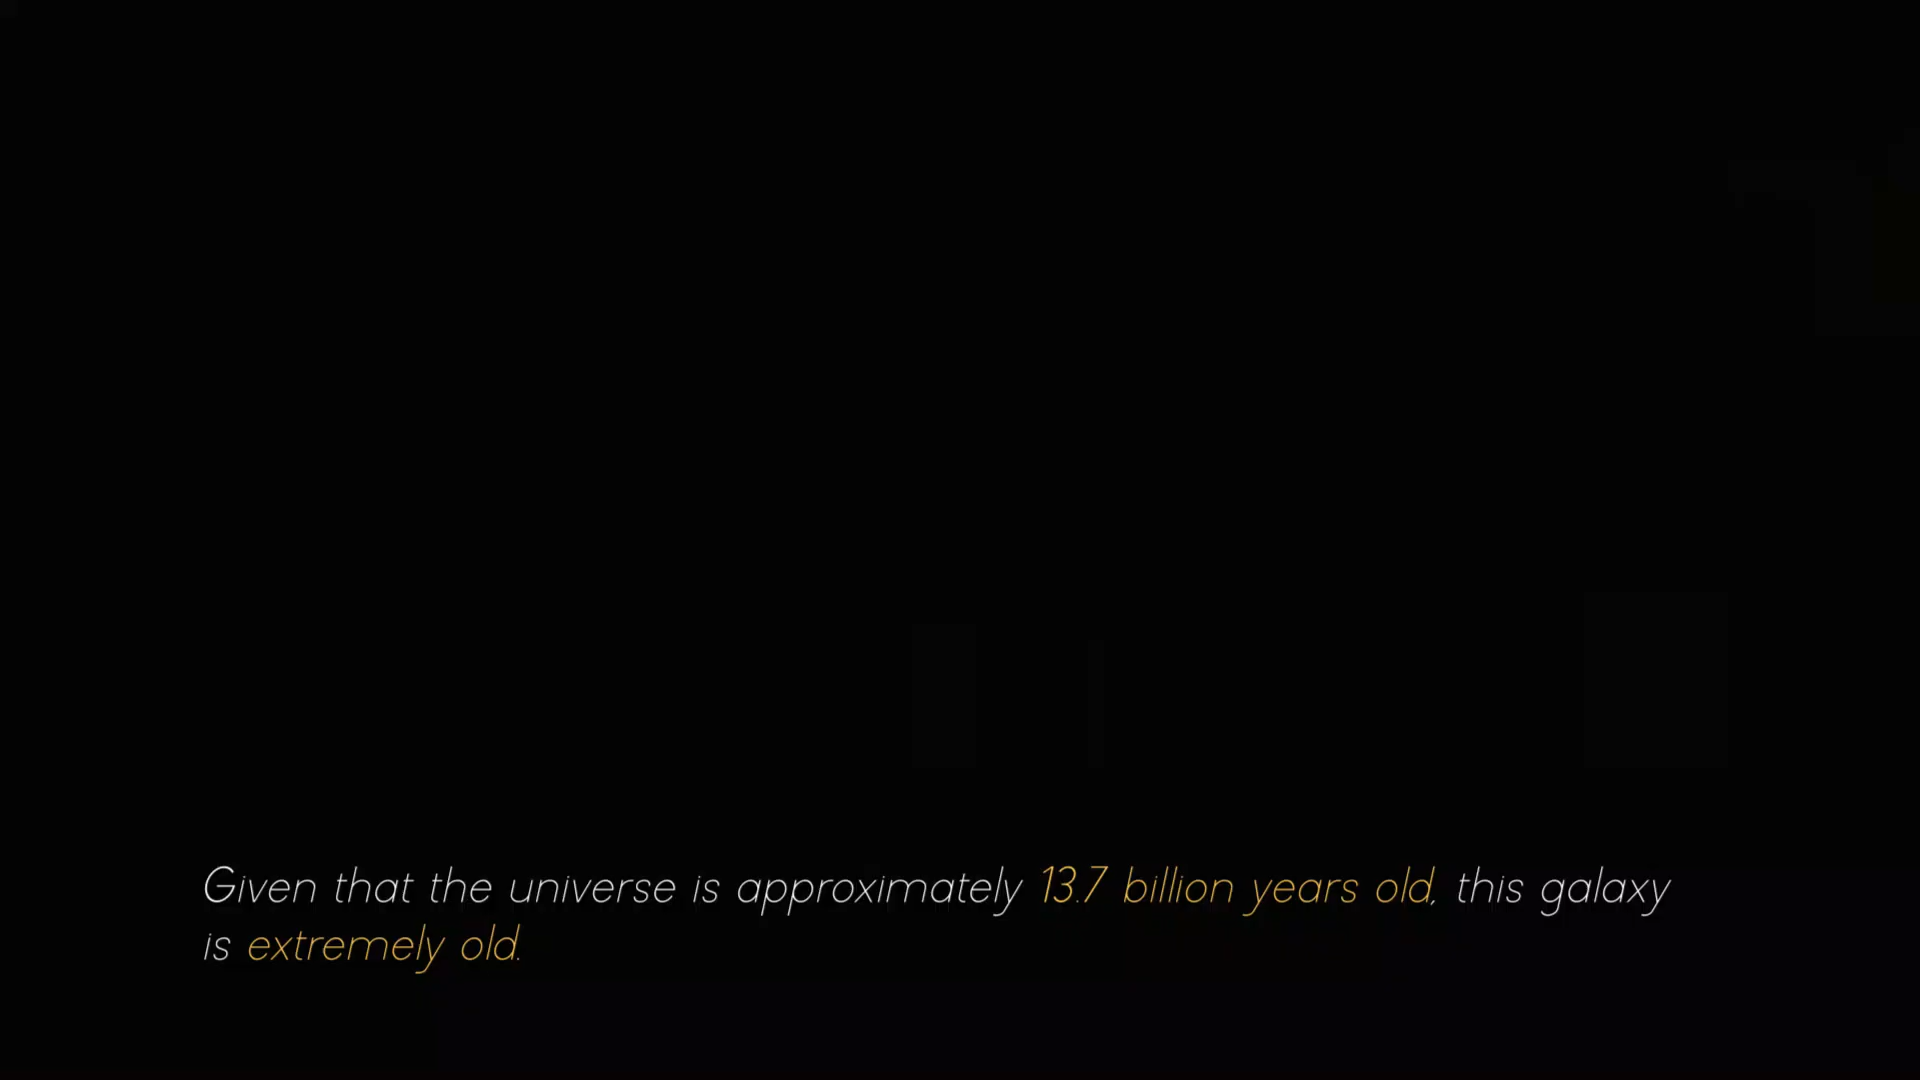 Given that the universe is approximately 13.7 billion years old, this galaxy
is extremely old.